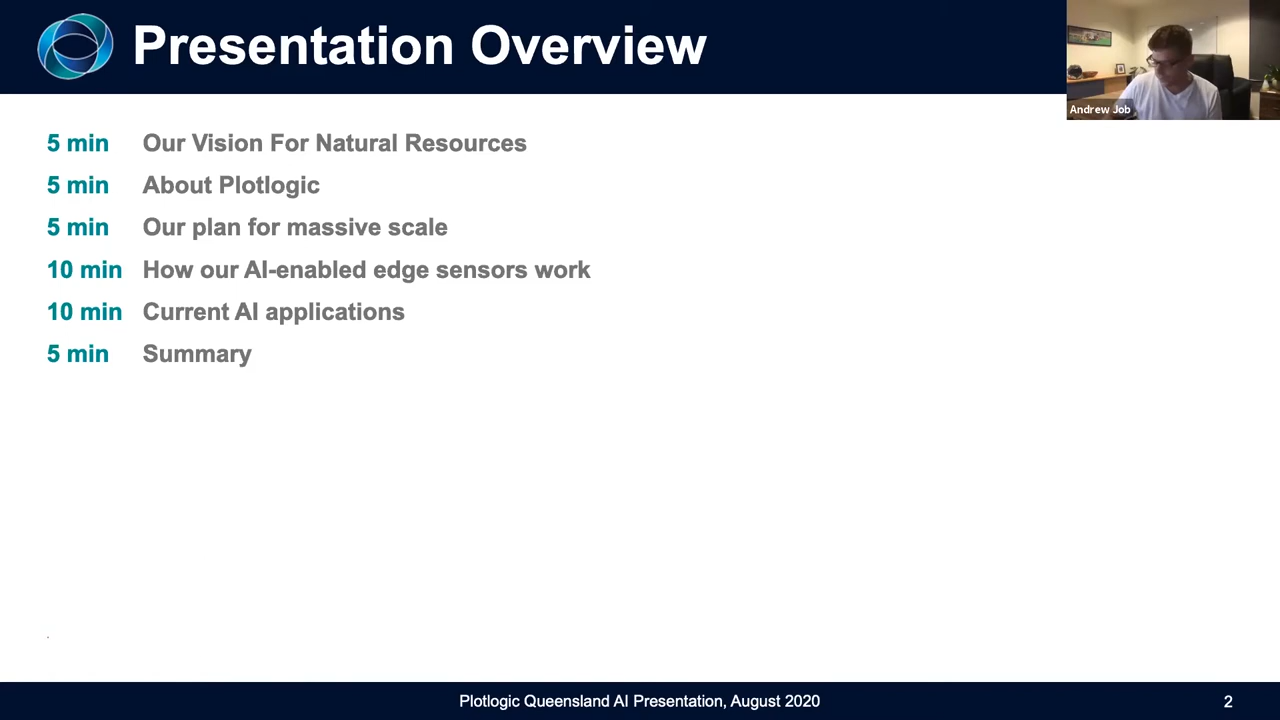 Presentation Overview
Andrew Job
5 min Our Vision For Natural Resources
5 min About Plotlogic
5 min Our plan for massive scale
10 min How our AI-enabled edge sensors work
10 min Current AI applications
5 min Summary
.
Plotlogic Queensland AI Presentation, August 2020
2